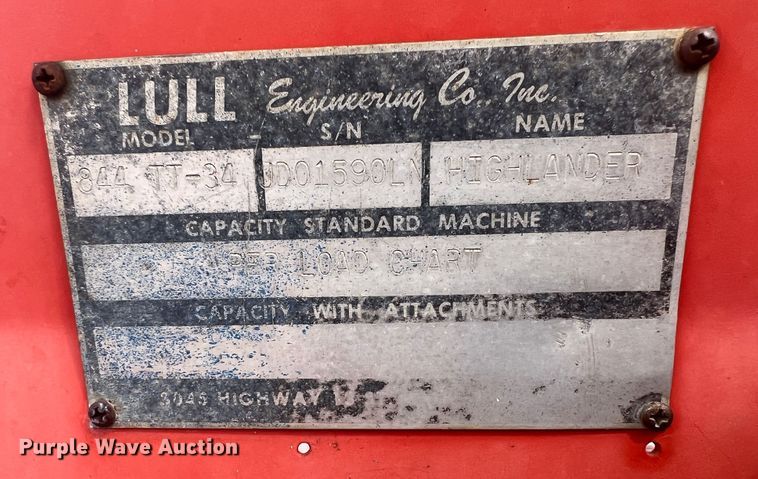 LULL Engineering Co., Inc.
MODEL S/N NAME
844 TT-34 UD01590LN HIGHLANDER
CAPACITY STANDARD MACHINE
PER LOAD CHART
CAPACITY WITH ATTACHMENTS
3045 HIGHWAY
Purple Wave Auction